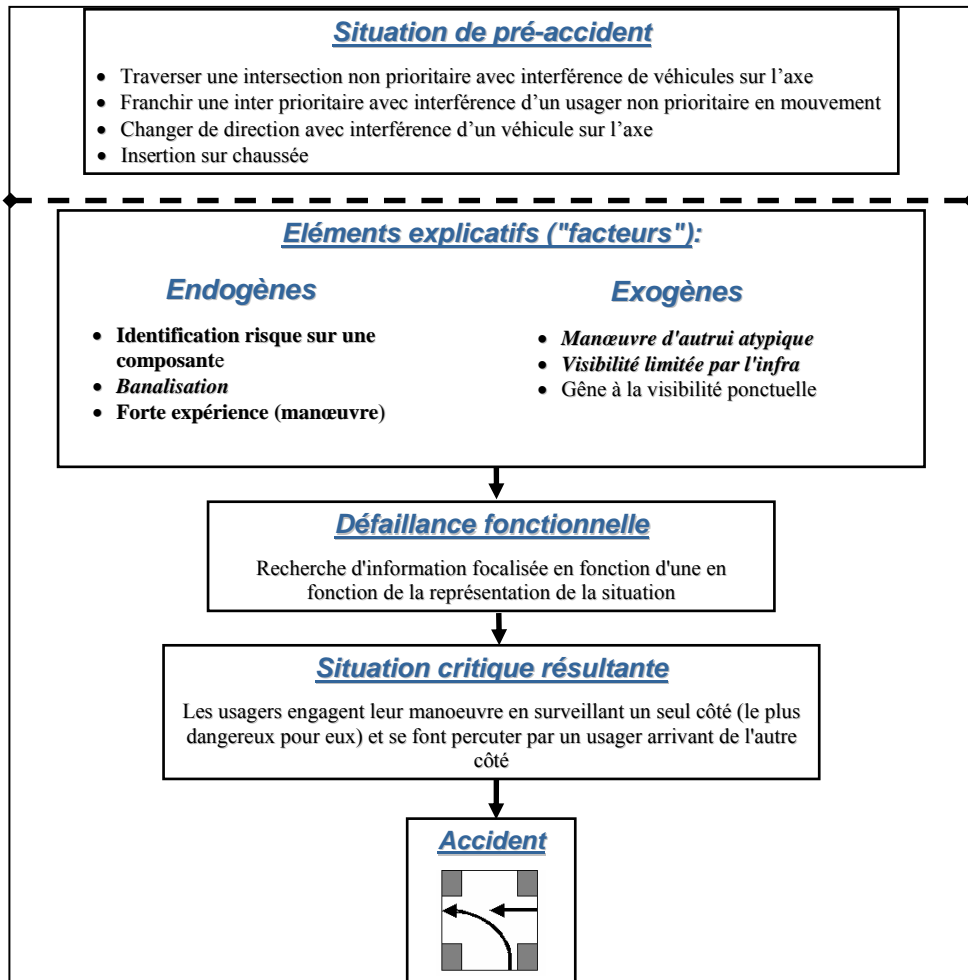 Situation de pré-accident
• Traverser une intersection non prioritaire avec interférence de véhicules sur l'axe
• Franchir une inter prioritaire avec interférence d'un usager non prioritaire en mouvement
• Changer de direction avec interférence d'un véhicule sur l'axe
• Insertion sur chaussée
Eléments explicatifs ("facteurs"):
Endogènes
• Identification risque sur une
composante
• Banalisation
• Forte expérience (manœuvre)
Exogènes
• Manœuvre d'autrui atypique
• Visibilité limitée par l'infra
• Gêne à la visibilité ponctuelle
Défaillance fonctionnelle
Recherche d'information focalisée en fonction d'une en
fonction de la représentation de la situation
Situation critique résultante
Les usagers engagent leur manoeuvre en surveillant un seul côté (le plus
dangereux pour eux) et se font percuter par un usager arrivant de l'autre
côté
Accident